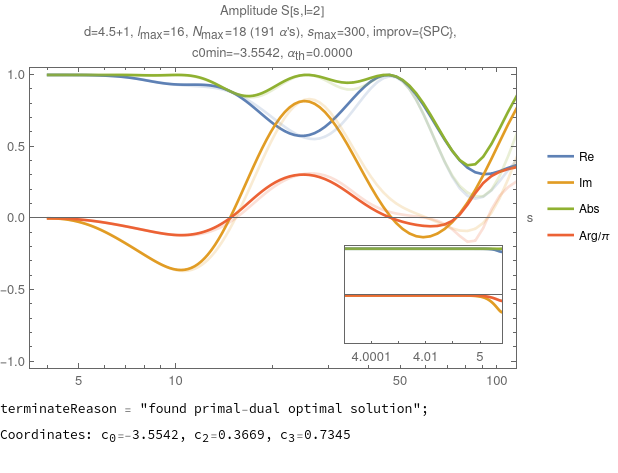 Amplitude S[s,l=2]
d=4.5+1, lmax=16, Nmax=18 (191 α's), smax=300, improv={SPC},
c0min=-3.5542, αth=0.0000
1.0
0.5
0.0
-0.5
-1.0
5 10 50 100
s
Re
Im
Abs
Arg/π
4.0001 4.01 5
terminateReason = "found primal-dual optimal solution";
Coordinates: c0=-3.5542, c2=0.3669, c3=0.7345